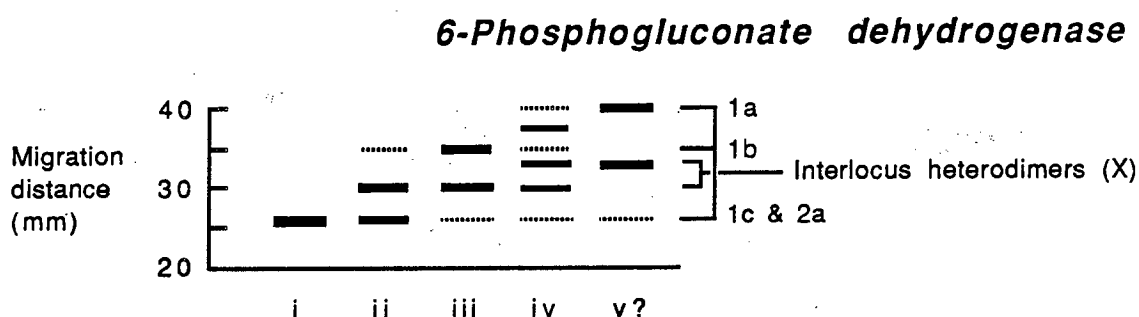 6-Phosphogluconate dehydrogenase
40
30
20
Migration
distance
(mm)
1a
1b
Interlocus heterodimers (X)
1c & 2a
i ii iii iv v?